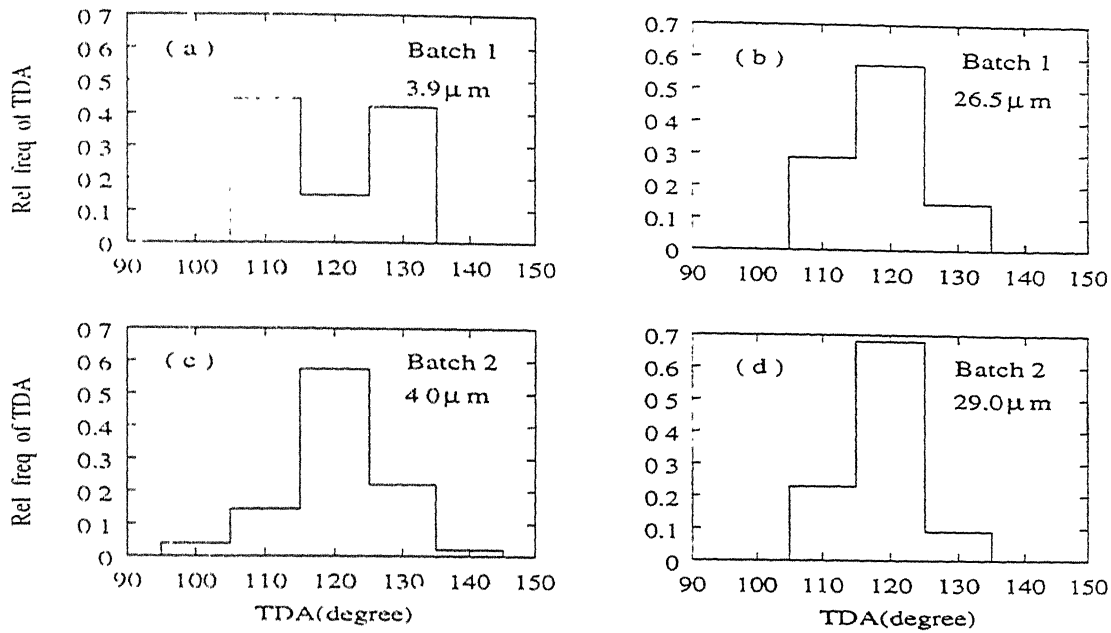 Rel freq of TDA
0 7
0 6
0 5
0 4
0 3
0 2
0.1
0
( a )
Batch 1
3.9μm
90 100 110 120 130 140 150
0.7
0.6
0.5
0 4
0 3
0.2
0.1
0
( b )
Batch 1
26.5μm
90 100 110 120 130 140 150
Rel freq of TDA
0 7
0 6
0 5
0 4
0 3
0 2
0.1
0
( c )
Batch 2
4 0μm
90 100 110 120 130 140 150
TDA(degree)
0.7
0.6
0 5
0 4
0.3
0.2
0.1
0
( d )
Batch 2
29.0μm
90 100 110 120 130 140 150
TDA(degree)